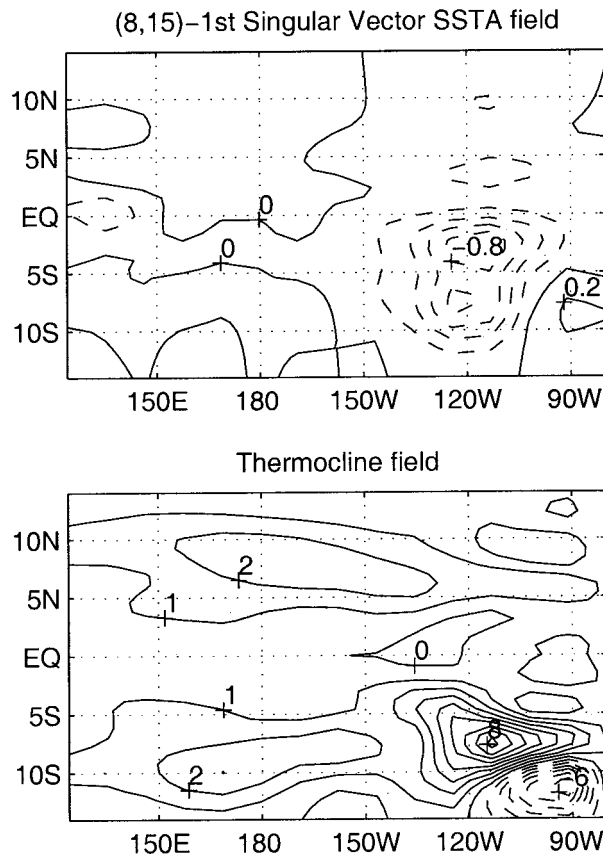 (8,15)−1st Singular Vector SSTA field
10N
5N
EQ
5S
10S
0
0
−0.8
0.2
150E 180 150W 120W 90W
Thermocline field
10N
5N
EQ
5S
10S
2
1
0
1
8
2
−6
150E 180 150W 120W 90W